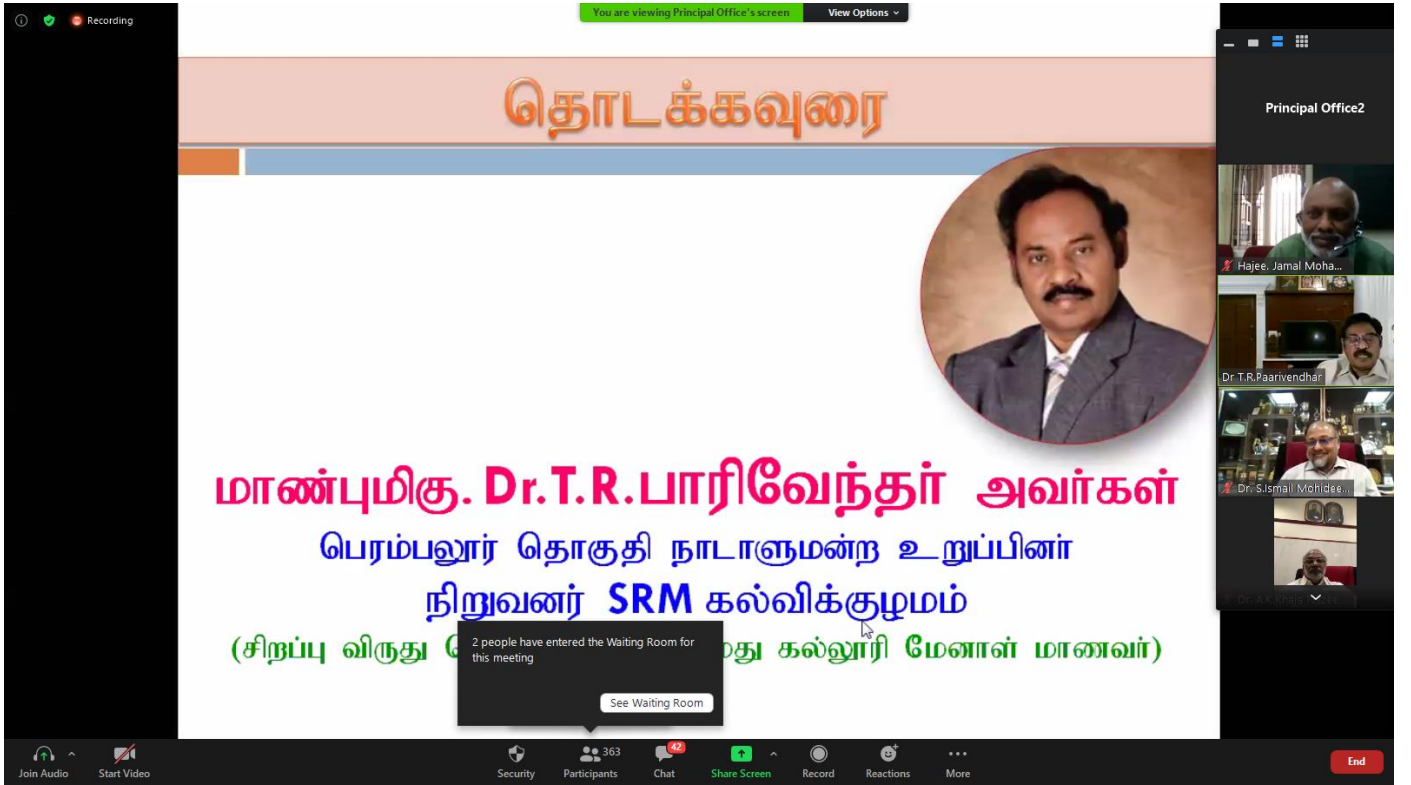 Recording
You are viewing Principal Office's screen
View Options
தொடக்கவுரை
Principal Office2
Hajee. Jamal Moha...
Dr T.R.Paarivendhar
Dr. S.Ismail Mohidee...
மாண்புமிகு. Dr.T.R.பாரிவேந்தர் அவர்கள்
பெரம்பலூர் தொகுதி நாடாளுமன்ற உறுப்பினர்
நிறுவனர் SRM கல்விக்குழமம்
(சிறப்பு விருது கல்லூரி மேனாள் மாணவர்)
2 people have entered the Waiting Room for
this meeting
See Waiting Room
Join Audio
Start Video
Security
363
Participants
42
Chat
Share Screen
Record
Reactions
More
End